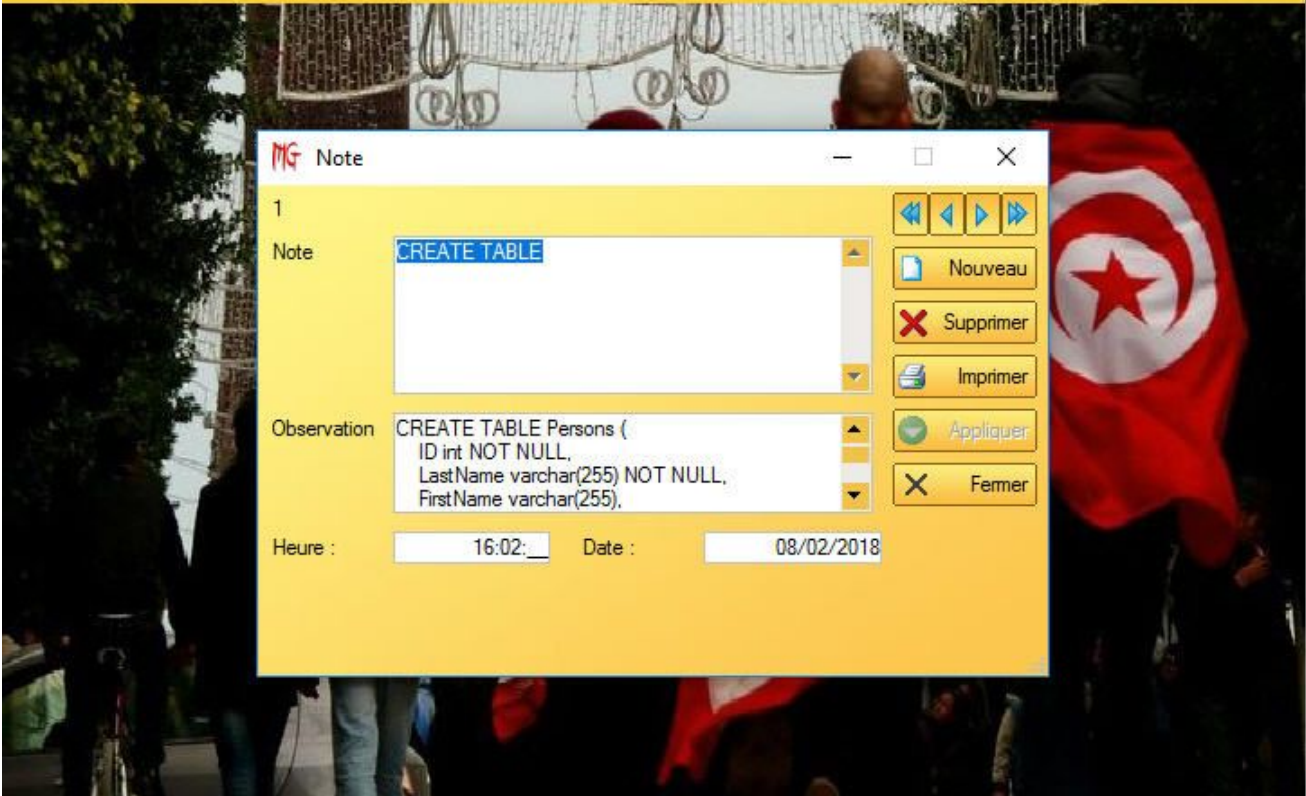 MG Note
1
Note
CREATE TABLE
Nouveau
Supprimer
Imprimer
Observation
CREATE TABLE Persons (
ID int NOT NULL,
LastName varchar(255) NOT NULL,
FirstName varchar(255),
Appliquer
Fermer
Heure : 16:02:__ Date : 08/02/2018